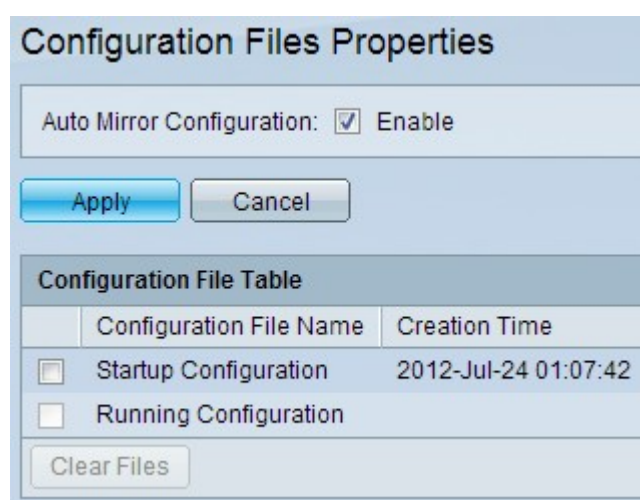 Configuration Files Properties
Auto Mirror Configuration: Enable
Apply Cancel
Configuration File Table
Configuration File Name Creation Time
Startup Configuration 2012-Jul-24 01:07:42
Running Configuration
Clear Files